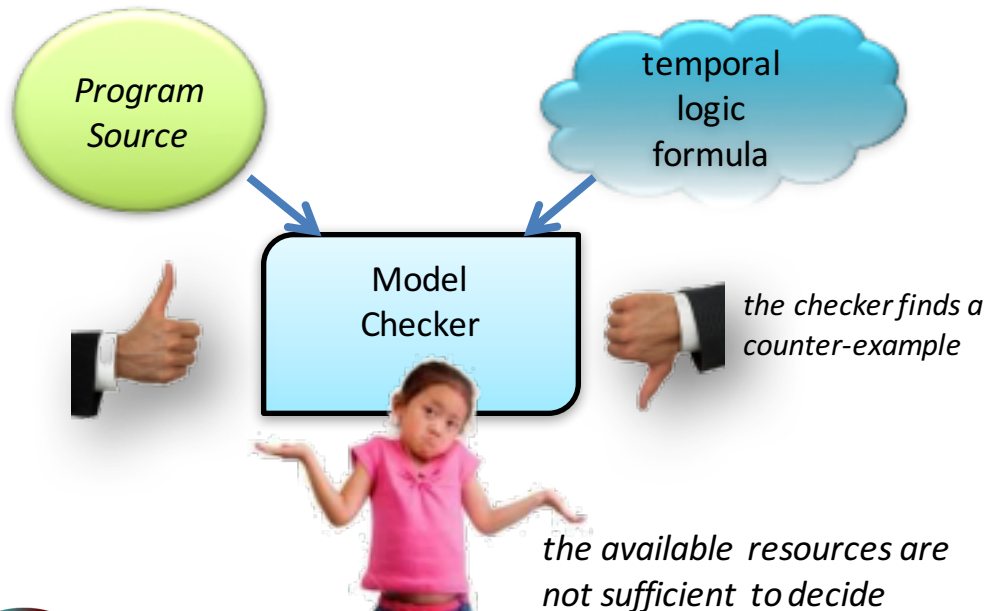 Program
Source
temporal
logic
formula
Model
Checker
the checker finds a
counter-example
the available resources are
not sufficient to decide